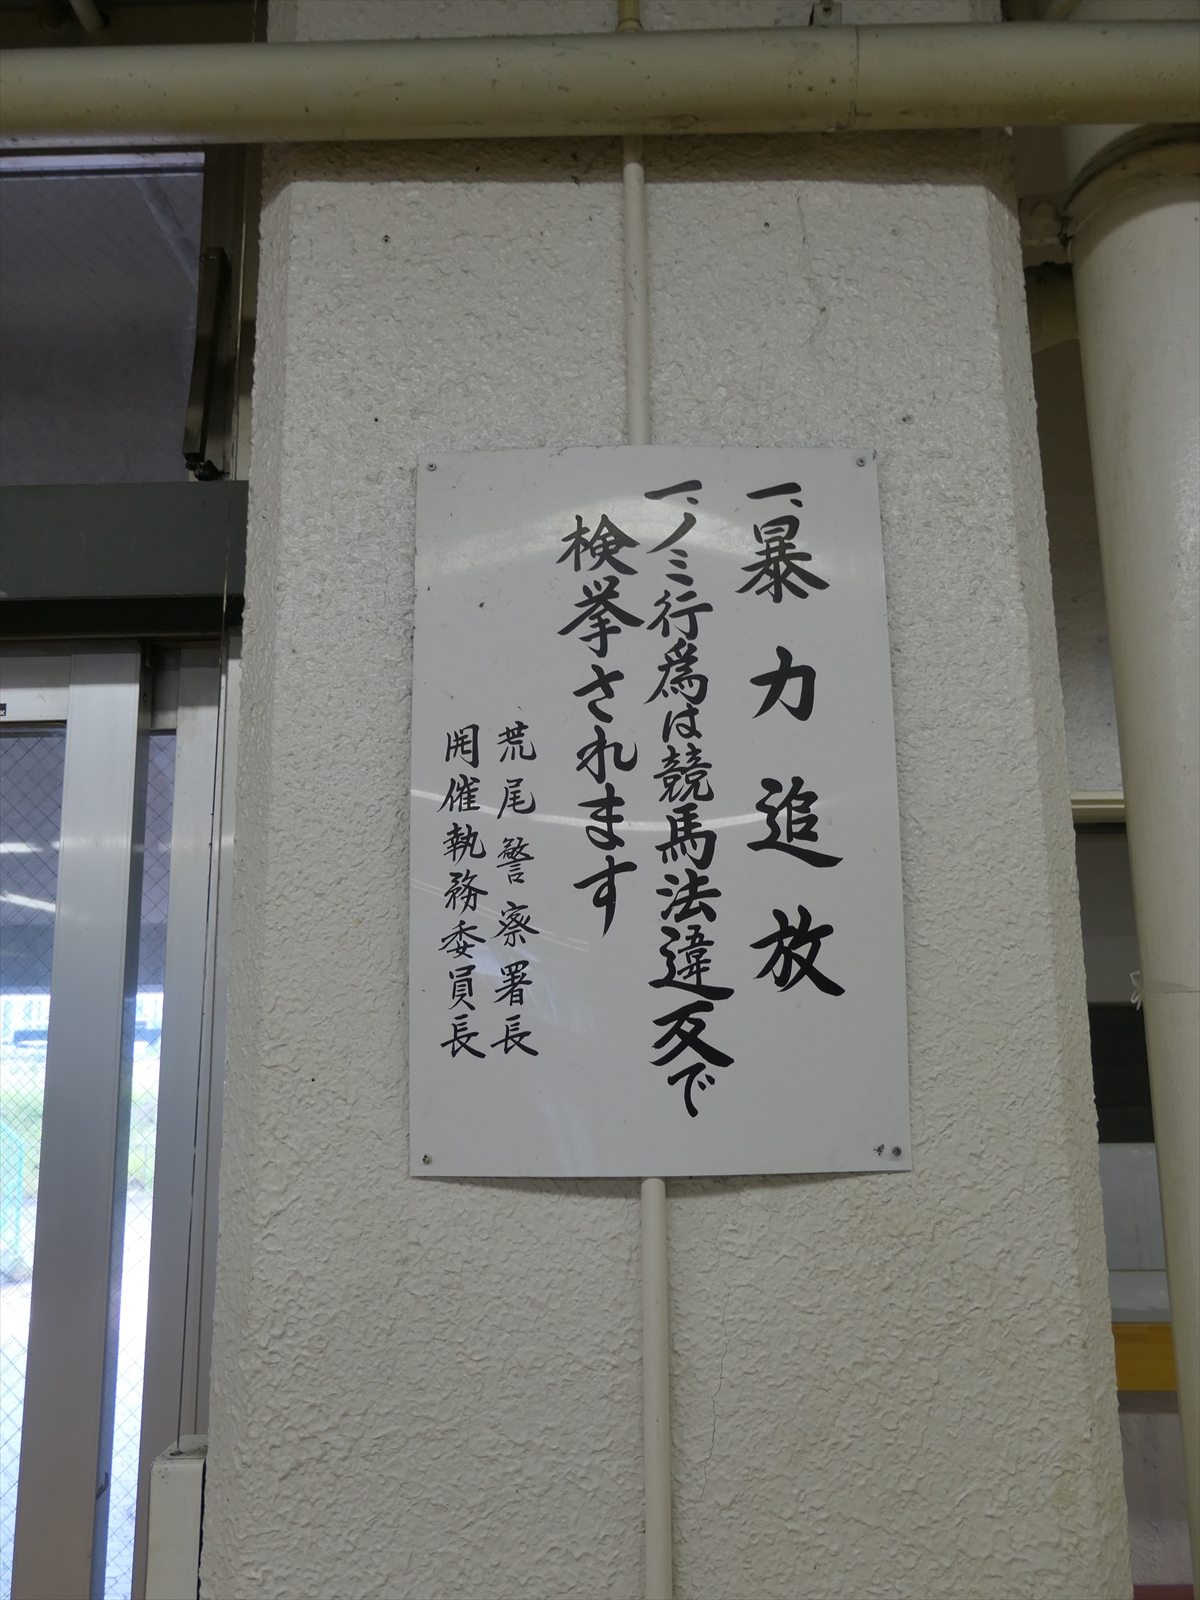 一、暴力追放
一、ノミ行為は競馬法違反で
検挙されます
荒尾警察署長
開催執務委員長